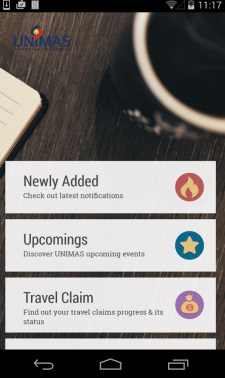 11:17
UNIMAS
Newly Added
Check out latest notifications
Upcomings
Discover UNIMAS upcoming events
Travel Claim
Find out your travel claims progress & its
status